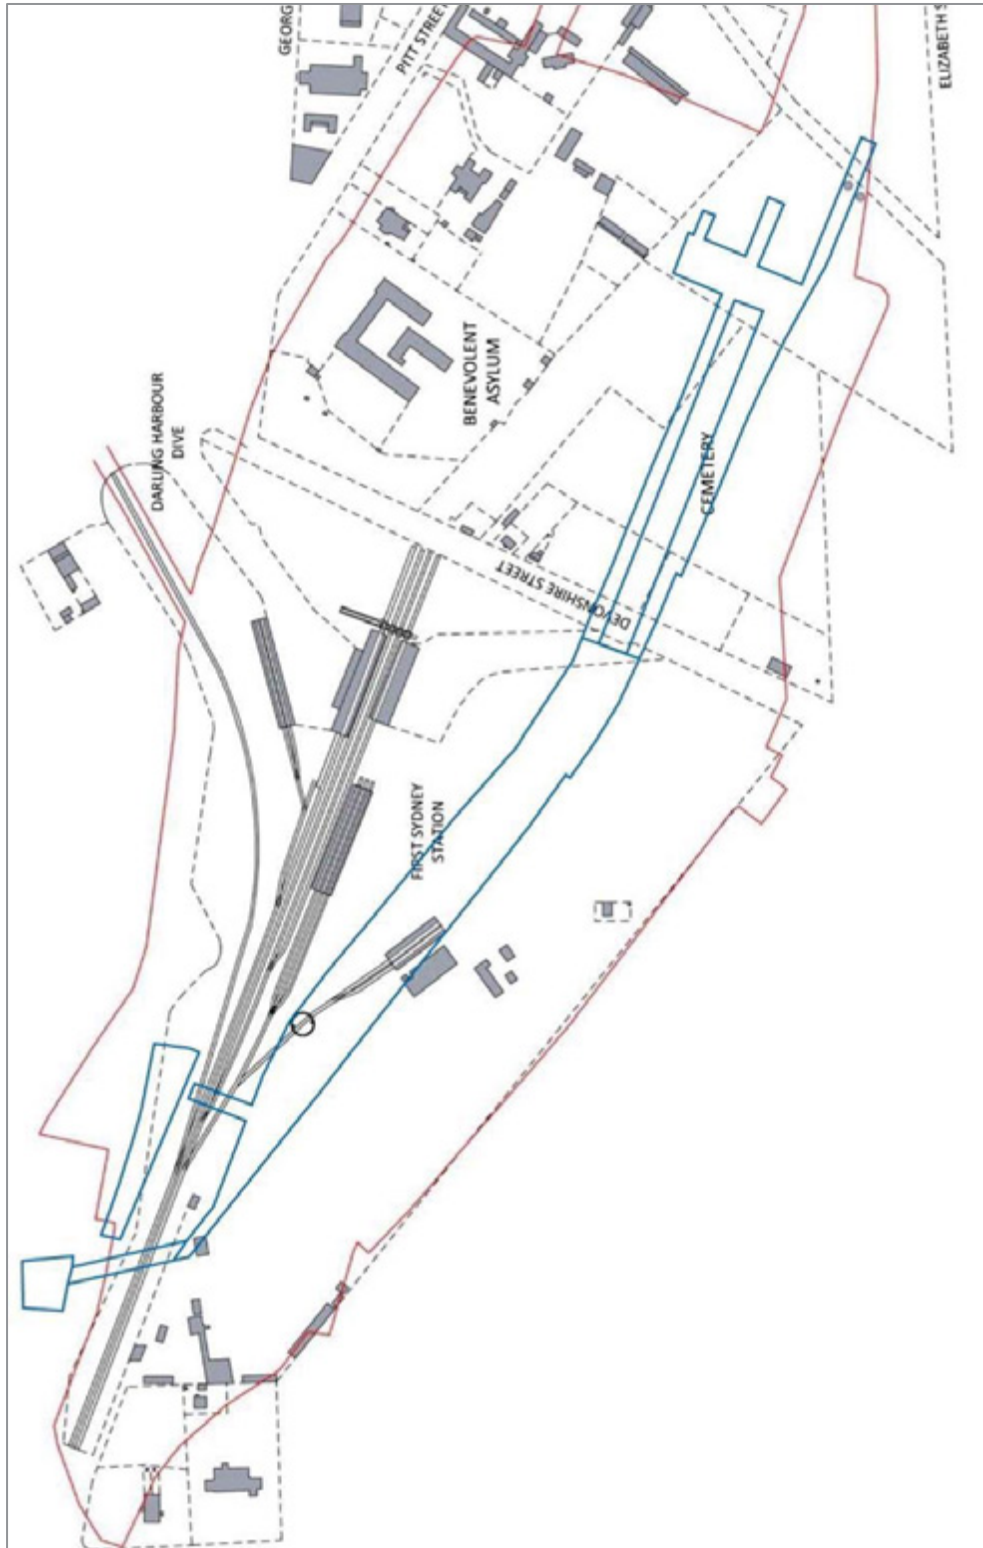 GEORG
PITT STREET
ELIZABETH S
BENEVOLENT
ASYLUM
DARLING HARBOUR
DIVE
CEMETERY
DEVONSHIRE STREET
FIRST SYDNEY
STATION